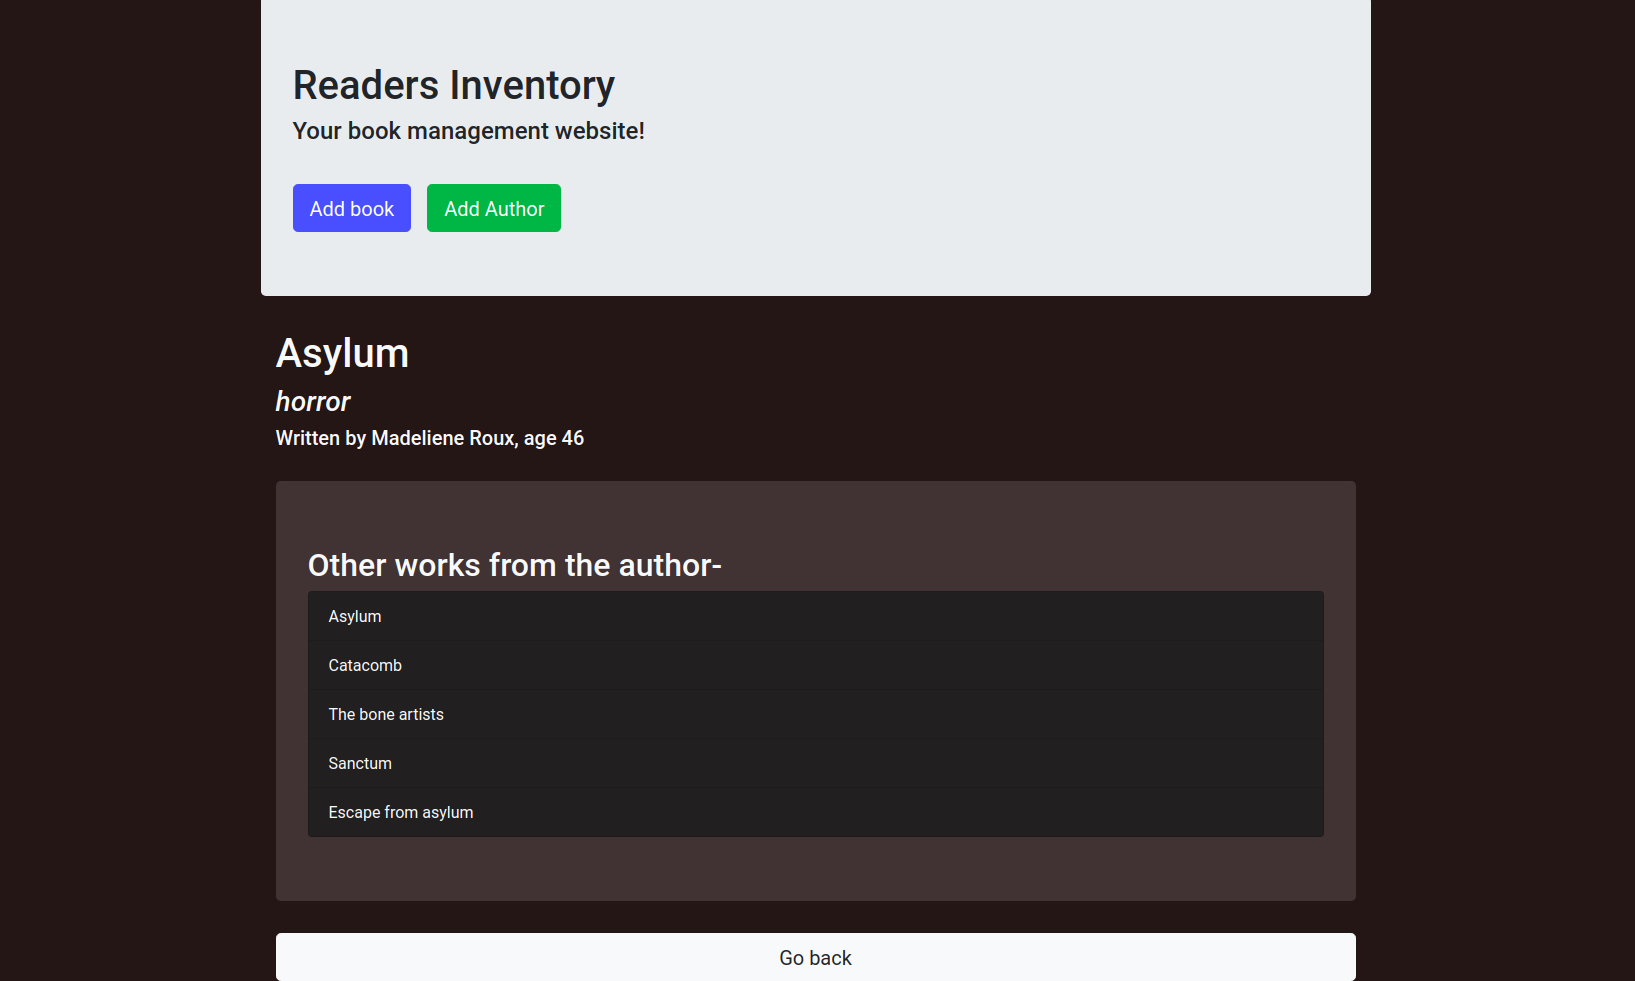 Readers Inventory
Your book management website!
Add book Add Author
Asylum
horror
Written by Madeliene Roux, age 46
Other works from the author-
Asylum
Catacomb
The bone artists
Sanctum
Escape from asylum
Go back